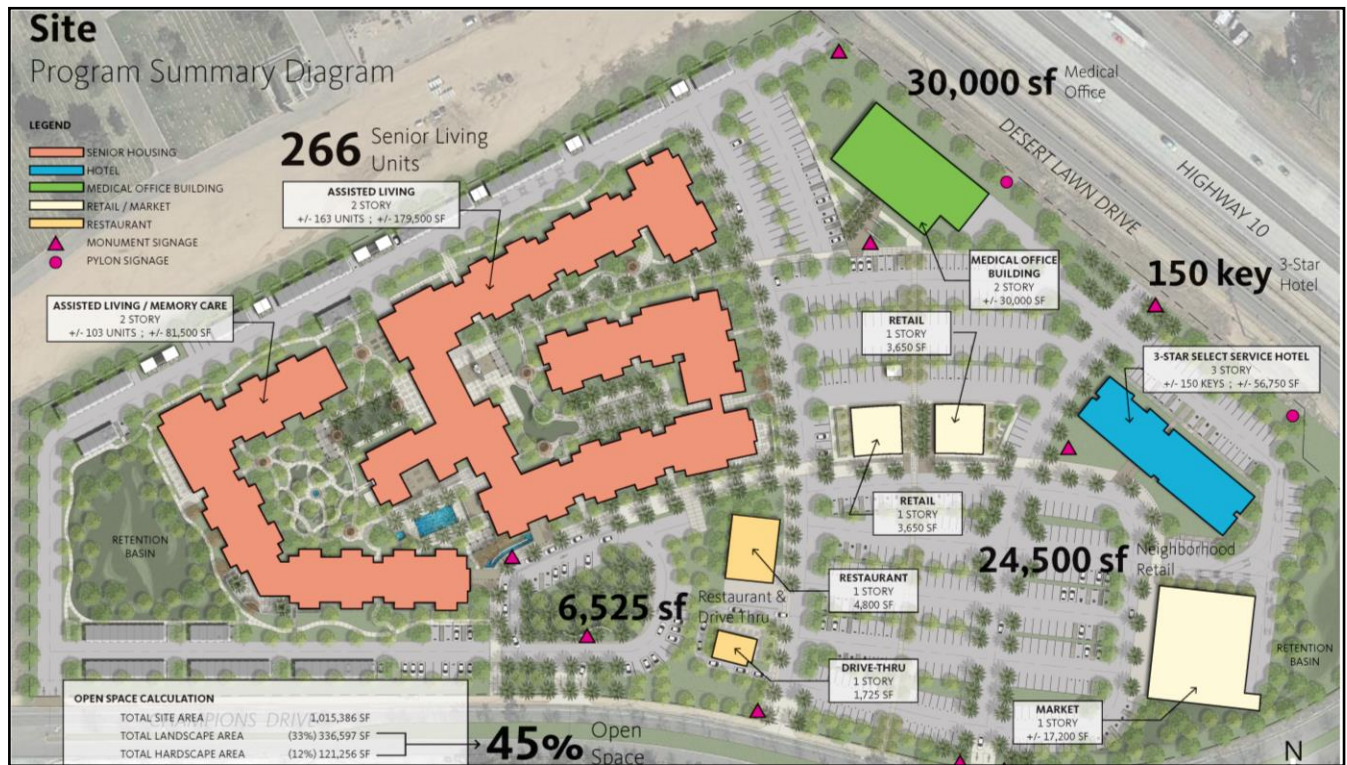 Site
Program Summary Diagram
LEGEND
SENIOR HOUSING
HOTEL
MEDICAL OFFICE BUILDING
RETAIL / MARKET
RESTAURANT
MONUMENT SIGNAGE
PYLON SIGNAGE
266 Senior Living
Units
ASSISTED LIVING
2 STORY
+/- 163 UNITS ; +/- 179,500 SF
ASSISTED LIVING / MEMORY CARE
2 STORY
+/- 103 UNITS ; +/- 81,500 SF
30,000 sf Medical
Office
DESERT LAWN DRIVE
HIGHWAY 10
MEDICAL OFFICE
BUILDING
2 STORY
+/- 30,000 SF
150 key 3-Star
Hotel
3-STAR SELECT SERVICE HOTEL
3 STORY
+/- 150 KEYS ; +/- 56,750 SF
RETAIL
1 STORY
3,650 SF
RETAIL
1 STORY
3,650 SF
RETENTION
BASIN
24,500 sf Neighborhood
Retail
RESTAURANT
1 STORY
4,800 SF
6,525 sf Restaurant &
Drive Thru
DRIVE-THRU
1 STORY
1,725 SF
RETENTION
BASIN
MARKET
1 STORY
+/- 17,200 SF
OPEN SPACE CALCULATION
TOTAL SITE AREA 1,015,386 SF
CHAMPIONS DRIVE
TOTAL LANDSCAPE AREA (33%) 336,597 SF
TOTAL HARDSCAPE AREA (12%) 121,256 SF
45% Open
Space
N